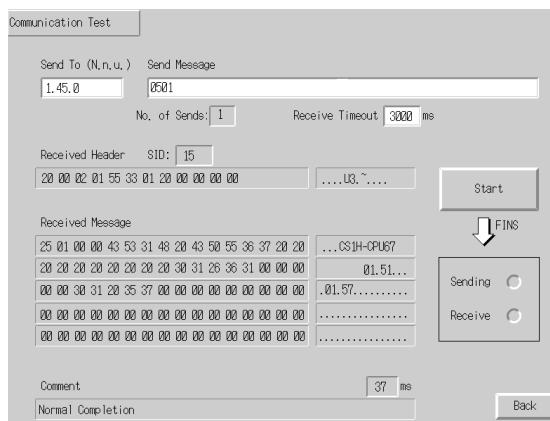 Communication Test
Send To (N.n.u.) Send Message
1.45.0 0501
No. of Sends: 1 Receive Timeout 3000 ms
Received Header SID: 15
20 00 02 01 55 33 01 20 00 00 00 00 ....U3.~....
Start
Received Message
FINS
25 01 00 00 43 53 31 48 20 43 50 55 36 37 20 20 ...CS1H-CPU67
20 20 20 20 20 20 20 20 30 31 26 36 31 00 00 00 01.51...
00 00 30 31 20 35 37 00 00 00 00 00 00 00 00 00 .01.57..........
Sending
00 00 00 00 00 00 00 00 00 00 00 00 00 00 00 00 ................
Receive
00 00 00 00 00 00 00 00 00 00 00 00 00 00 00 00 ................
Comment 37 ms
Normal Completion
Back